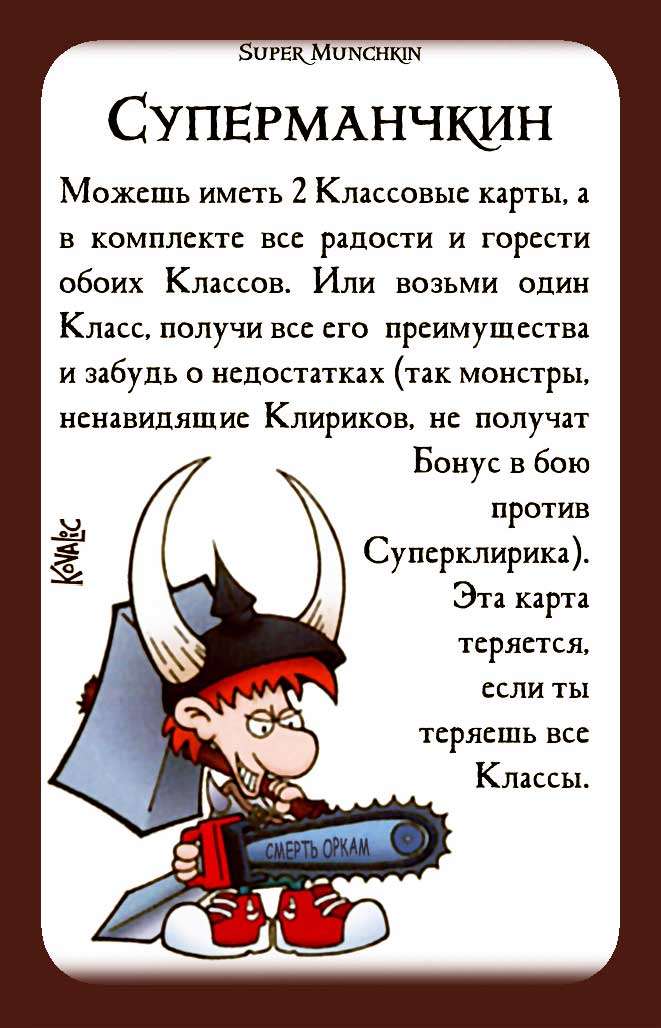 Super Munchkin
Суперманчкин
Можешь иметь 2 Классовые карты, а
в комплекте все радости и горести
обоих Классов. Или возьми один
Класс, получи все его преимущества
и забудь о недостатках (так монстры,
ненавидящие Клириков, не получат
Бонус в бою
против
Суперклирика).
Эта карта
теряется,
если ты
теряешь все
Классы.
Kovalic
СМЕРТЬ ОРКАМ